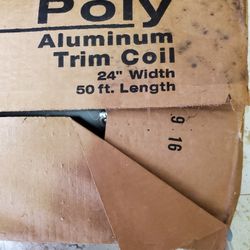 Poly
Aluminum
Trim Coil
24" Width
50 ft. Length
9 16